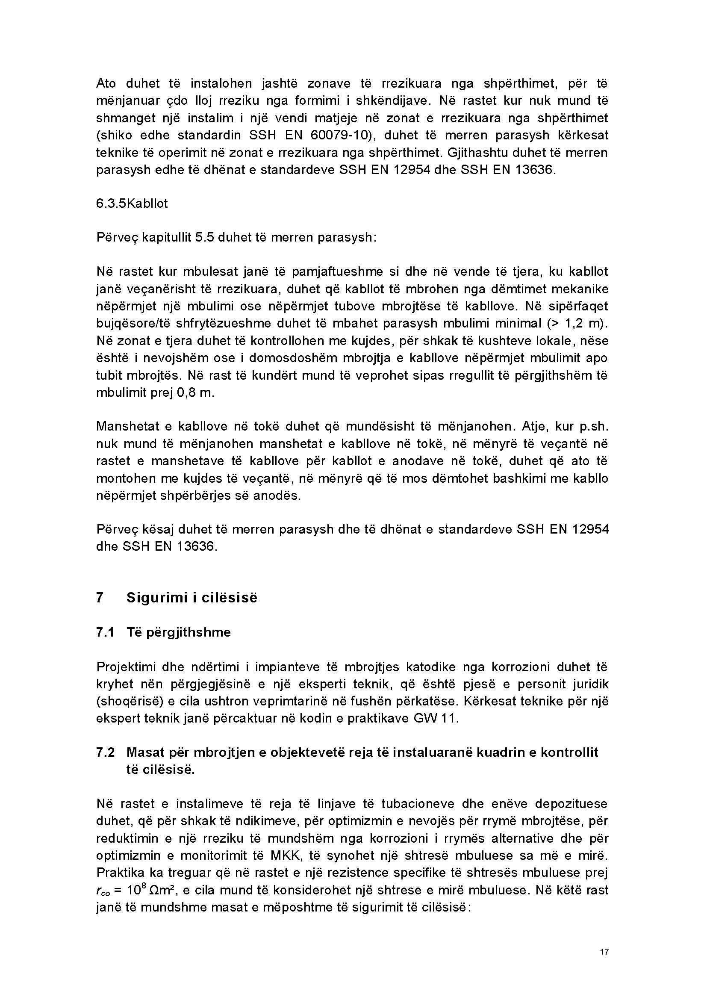 Ato duhet të instalohen jashtë zonave të rrezikuara nga shpërthimet, për të
mënjanuar çdo lloj rreziku nga formimi i shkëndijave. Në rastet kur nuk mund të
shmanget një instalim i një vendi matjeje në zonat e rrezikuara nga shpërthimet
(shiko edhe standardin SSH EN 60079-10), duhet të merren parasysh kërkesat
teknike të operimit në zonat e rrezikuara nga shpërthimet. Gjithashtu duhet të merren
parasysh edhe të dhënat e standardeve SSH EN 12954 dhe SSH EN 13636.
6.3.5Kabllot
Përveç kapitullit 5.5 duhet të merren parasysh:
Në rastet kur mbulesat janë të pamjaftueshme si dhe në vende të tjera, ku kabllot
janë veçanërisht të rrezikuara, duhet që kabllot të mbrohen nga dëmtimet mekanike
nëpërmjet një mbulimi ose nëpërmjet tubove mbrojtëse të kabllove. Në sipërfaqet
bujqësore/të shfrytëzueshme duhet të mbahet parasysh mbulimi minimal (> 1,2 m).
Në zonat e tjera duhet të kontrollohen me kujdes, për shkak të kushteve lokale, nëse
është i nevojshëm ose i domosdoshëm mbrojtja e kabllove nëpërmjet mbulimit apo
tubit mbrojtës. Në rast të kundërt mund të veprohet sipas rregullit të përgjithshëm të
mbulimit prej 0,8 m.
Manshetat e kabllove në tokë duhet që mundësisht të mënjanohen. Atje, kur p.sh.
nuk mund të mënjanohen manshetat e kabllove në tokë, në mënyrë të veçantë në
rastet e manshetave të kabllove për kabllot e anodave në tokë, duhet që ato të
montohen me kujdes të veçantë, në mënyrë që të mos dëmtohet bashkimi me kabllo
nëpërmjet shpërbërjes së anodës.
Përveç kësaj duhet të merren parasysh dhe të dhënat e standardeve SSH EN 12954
dhe SSH EN 13636.
7 Sigurimi i cilësisë
7.1 Të përgjithshme
Projektimi dhe ndërtimi i impianteve të mbrojtjes katodike nga korrozioni duhet të
kryhet nën përgjegjësinë e një eksperti teknik, që është pjesë e personit juridik
(shoqërisë) e cila ushtron veprimtarinë në fushën përkatëse. Kërkesat teknike për një
ekspert teknik janë përcaktuar në kodin e praktikave GW 11.
7.2 Masat për mbrojtjen e objektevetë reja të instaluaranë kuadrin e kontrollit
të cilësisë.
Në rastet e instalimeve të reja të linjave të tubacioneve dhe enëve depozituese
duhet, që për shkak të ndikimeve, për optimizmin e nevojës për rrymë mbrojtëse, për
reduktimin e një rreziku të mundshëm nga korrozioni i rrymës alternative dhe për
optimizmin e monitorimit të MKK, të synohet një shtresë mbuluese sa më e mirë.
Praktika ka treguar që në rastet e një rezistence specifike të shtresës mbuluese prej
r_co = 10⁸ Ωm², e cila mund të konsiderohet një shtrese e mirë mbuluese. Në këtë rast
janë të mundshme masat e mëposhtme të sigurimit të cilësisë:
17